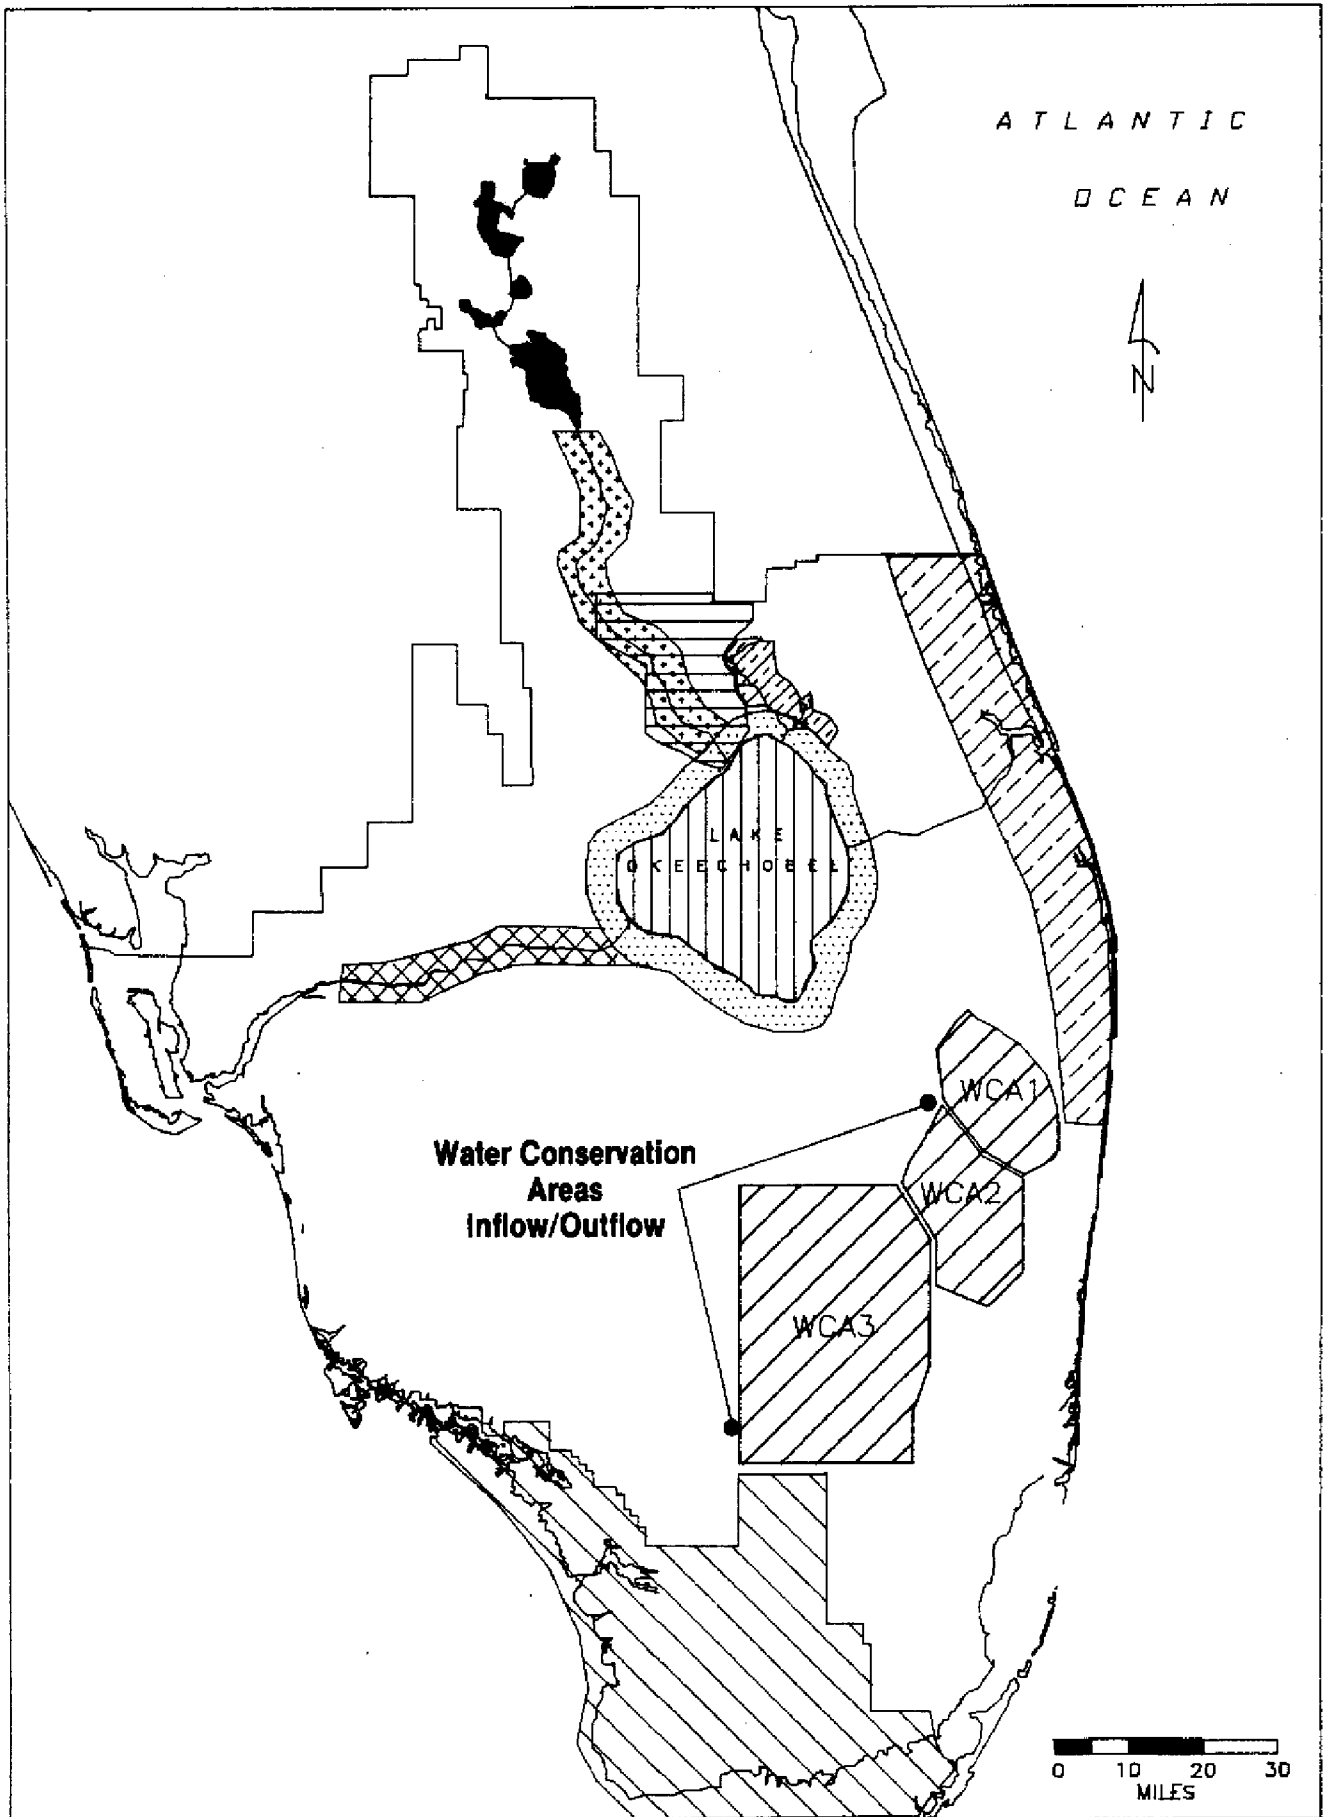 ATLANTIC
OCEAN
N
LAKE
OKEECHOBEE
WCA1
Water Conservation
Areas
Inflow/Outflow
WCA2
WCA3
0 10 20 30
MILES